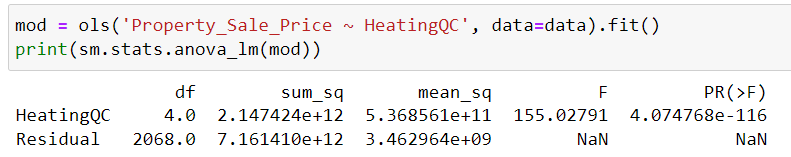 mod = ols('Property_Sale_Price ~ HeatingQC', data=data).fit()
print(sm.stats.anova_lm(mod))
df sum_sq mean_sq F PR(>F)
HeatingQC 4.0 2.147424e+12 5.368561e+11 155.02791 4.074768e-116
Residual 2068.0 7.161410e+12 3.462964e+09 NaN NaN